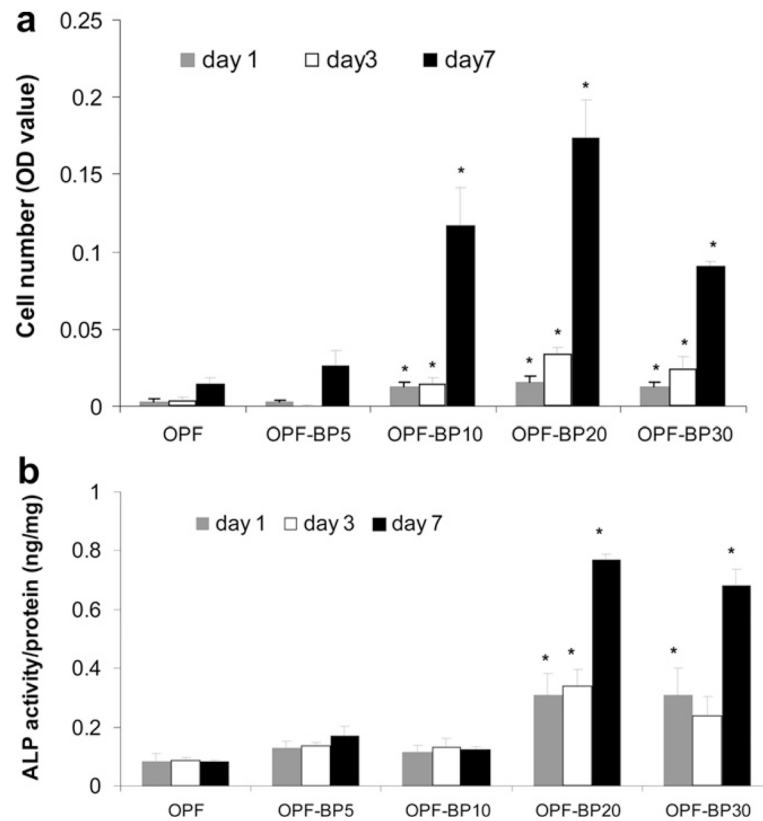 a
Cell number (OD value)
0.25
0.2
0.15
0.1
0.05
0
day 1 day3 day7
* * * * * * * * *
OPF OPF-BP5 OPF-BP10 OPF-BP20 OPF-BP30
b
ALP activity/protein (ng/mg)
1
0.8
0.6
0.4
0.2
0
day 1 day 3 day 7
* * * * *
OPF OPF-BP5 OPF-BP10 OPF-BP20 OPF-BP30